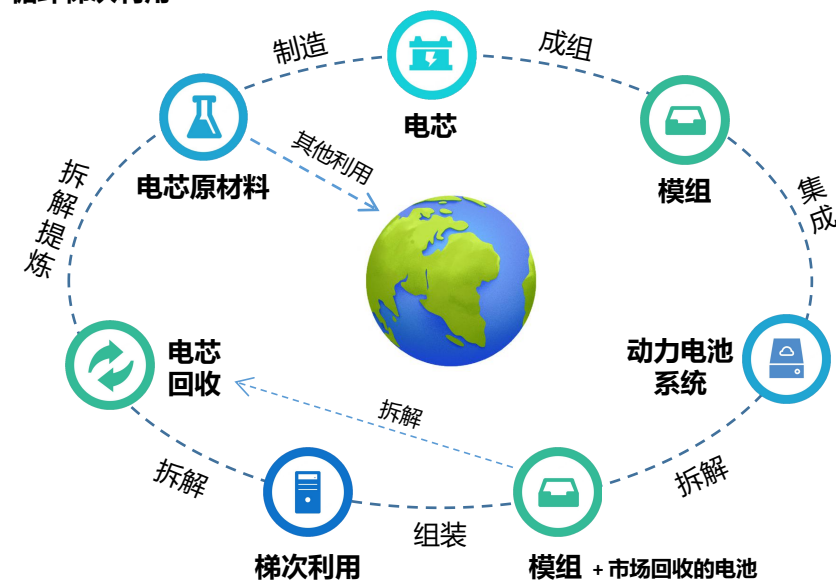 制造
成组
电芯
其他利用
电芯原材料
模组
拆解提炼
集成
电芯
回收
动力电池
系统
拆解
拆解
拆解
组装
梯次利用
模组 + 市场回收的电池